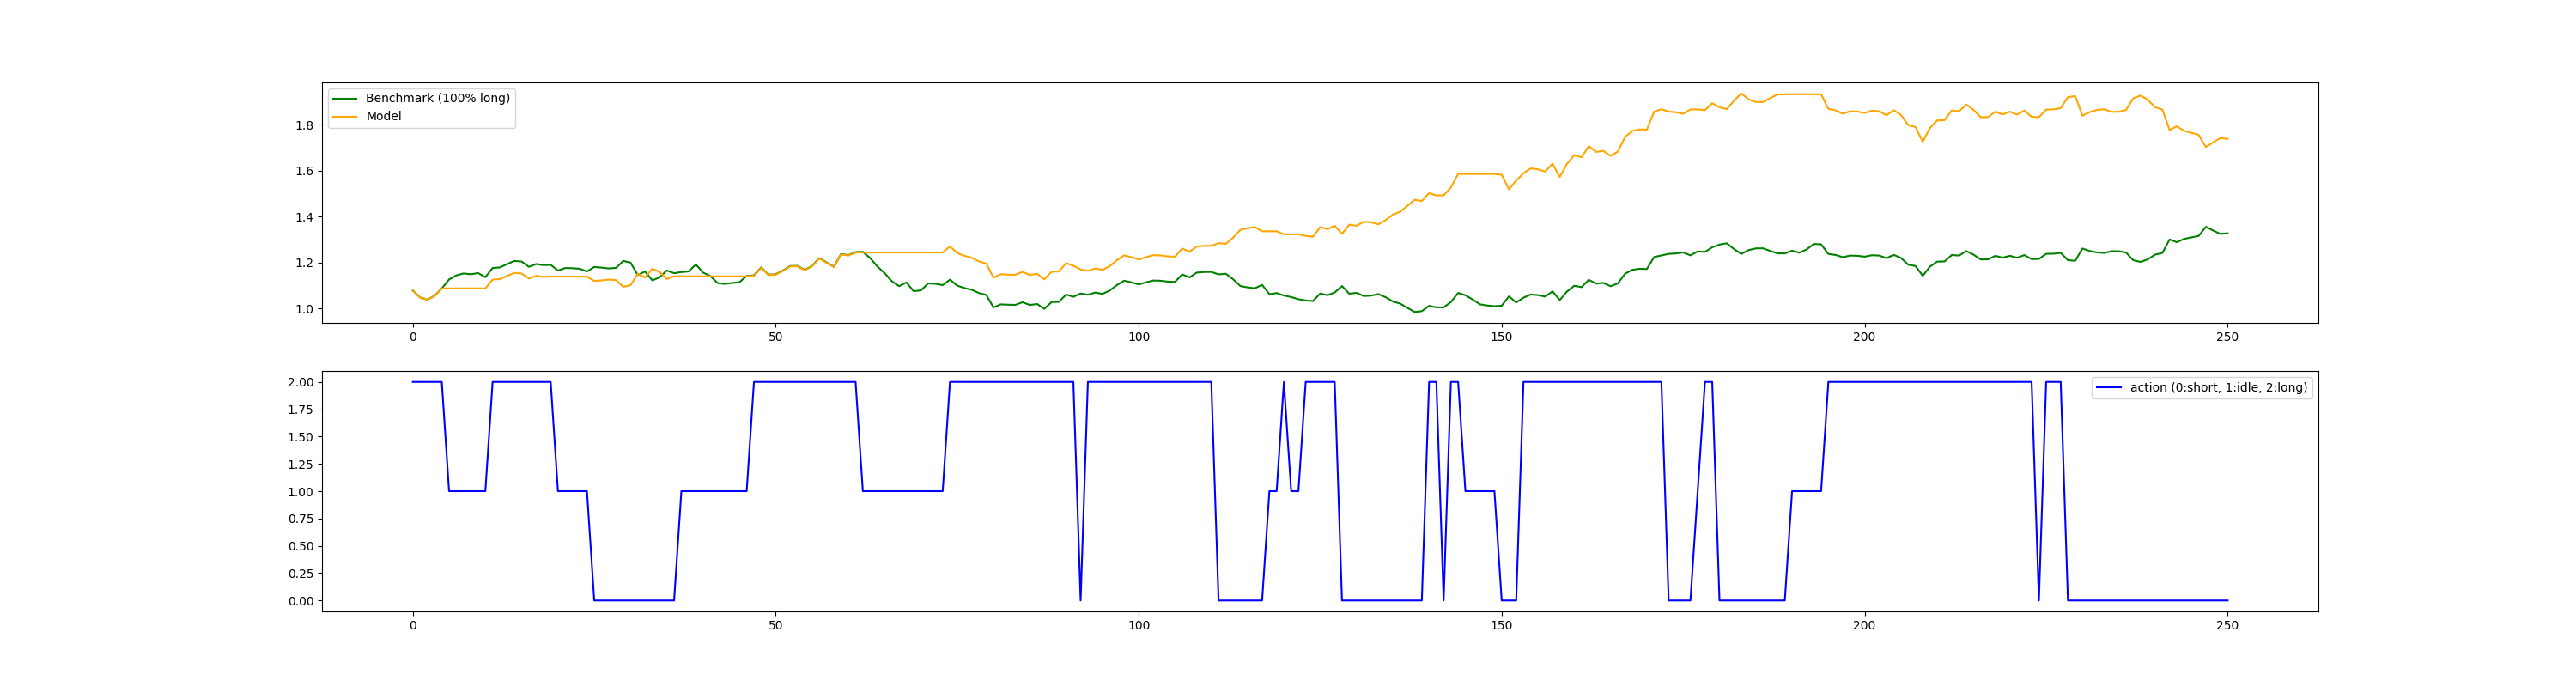 Benchmark (100% long)
Model
1.8
1.6
1.4
1.2
1.0
0 50 100 150 200 250
action (0:short, 1:idle, 2:long)
2.00
1.75
1.50
1.25
1.00
0.75
0.50
0.25
0.00
0 50 100 150 200 250